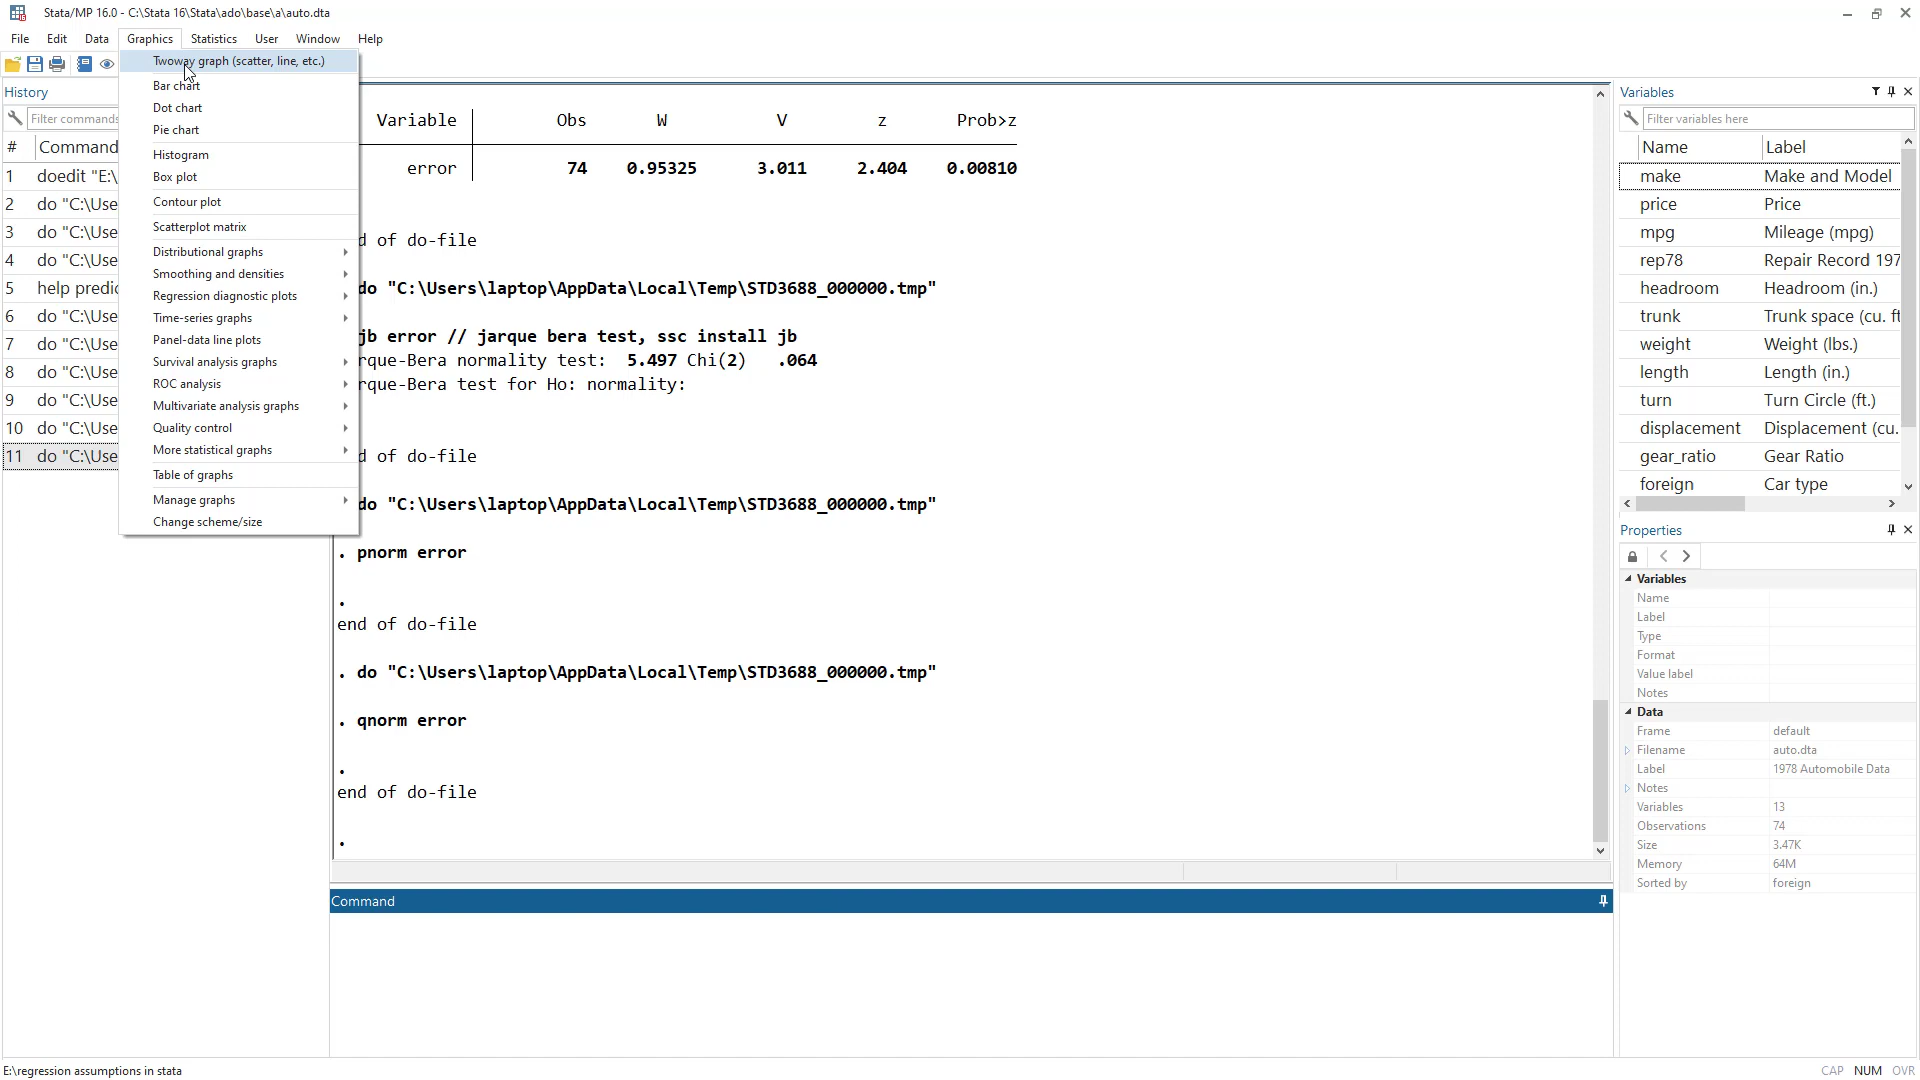 Stata/MP 16.0 - C:\Stata 16\Stata\ado\base\a\auto.dta
File Edit Data Graphics Statistics User Window Help
Twoway graph (scatter, line, etc.)
Bar chart
Dot chart
Pie chart
Histogram
Box plot
Contour plot
Scatterplot matrix
Distributional graphs
Smoothing and densities
Regression diagnostic plots
Time-series graphs
Panel-data line plots
Survival analysis graphs
ROC analysis
Multivariate analysis graphs
Quality control
More statistical graphs
Table of graphs
Manage graphs
Change scheme/size
History
Filter commands
# Command
1 doedit "E:\
2 do "C:\Use
3 do "C:\Use
4 do "C:\Use
5 help predic
6 do "C:\Use
7 do "C:\Use
8 do "C:\Use
9 do "C:\Use
10 do "C:\Use
11 do "C:\Use
Variable Obs W V z Prob>z
error 74 0.95325 3.011 2.404 0.00810
d of do-file
do "C:\Users\laptop\AppData\Local\Temp\STD3688_000000.tmp"
jb error // jarque bera test, ssc install jb
rque-Bera normality test: 5.497 Chi(2) .064
rque-Bera test for Ho: normality:
d of do-file
do "C:\Users\laptop\AppData\Local\Temp\STD3688_000000.tmp"
. pnorm error
.
end of do-file
. do "C:\Users\laptop\AppData\Local\Temp\STD3688_000000.tmp"
. qnorm error
.
end of do-file
.
Command
Variables
Filter variables here
Name Label
make Make and Model
price Price
mpg Mileage (mpg)
rep78 Repair Record 197
headroom Headroom (in.)
trunk Trunk space (cu. ft
weight Weight (lbs.)
length Length (in.)
turn Turn Circle (ft.)
displacement Displacement (cu.
gear_ratio Gear Ratio
foreign Car type
Properties
Variables
Name
Label
Type
Format
Value label
Notes
Data
Frame default
Filename auto.dta
Label 1978 Automobile Data
Notes
Variables 13
Observations 74
Size 3.47K
Memory 64M
Sorted by foreign
E:\regression assumptions in stata
CAP NUM OVR